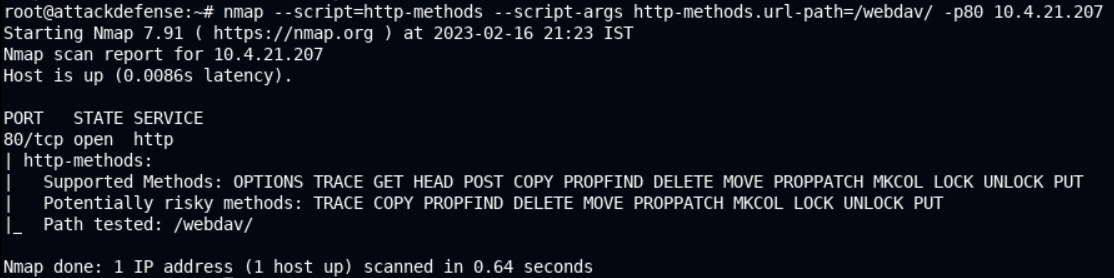 root@attackdefense:~# nmap --script=http-methods --script-args http-methods.url-path=/webdav/ -p80 10.4.21.207
Starting Nmap 7.91 ( https://nmap.org ) at 2023-02-16 21:23 IST
Nmap scan report for 10.4.21.207
Host is up (0.0086s latency).
PORT   STATE SERVICE
80/tcp open  http
| http-methods:
|   Supported Methods: OPTIONS TRACE GET HEAD POST COPY PROPFIND DELETE MOVE PROPPATCH MKCOL LOCK UNLOCK PUT
|   Potentially risky methods: TRACE COPY PROPFIND DELETE MOVE PROPPATCH MKCOL LOCK UNLOCK PUT
|_  Path tested: /webdav/
Nmap done: 1 IP address (1 host up) scanned in 0.64 seconds